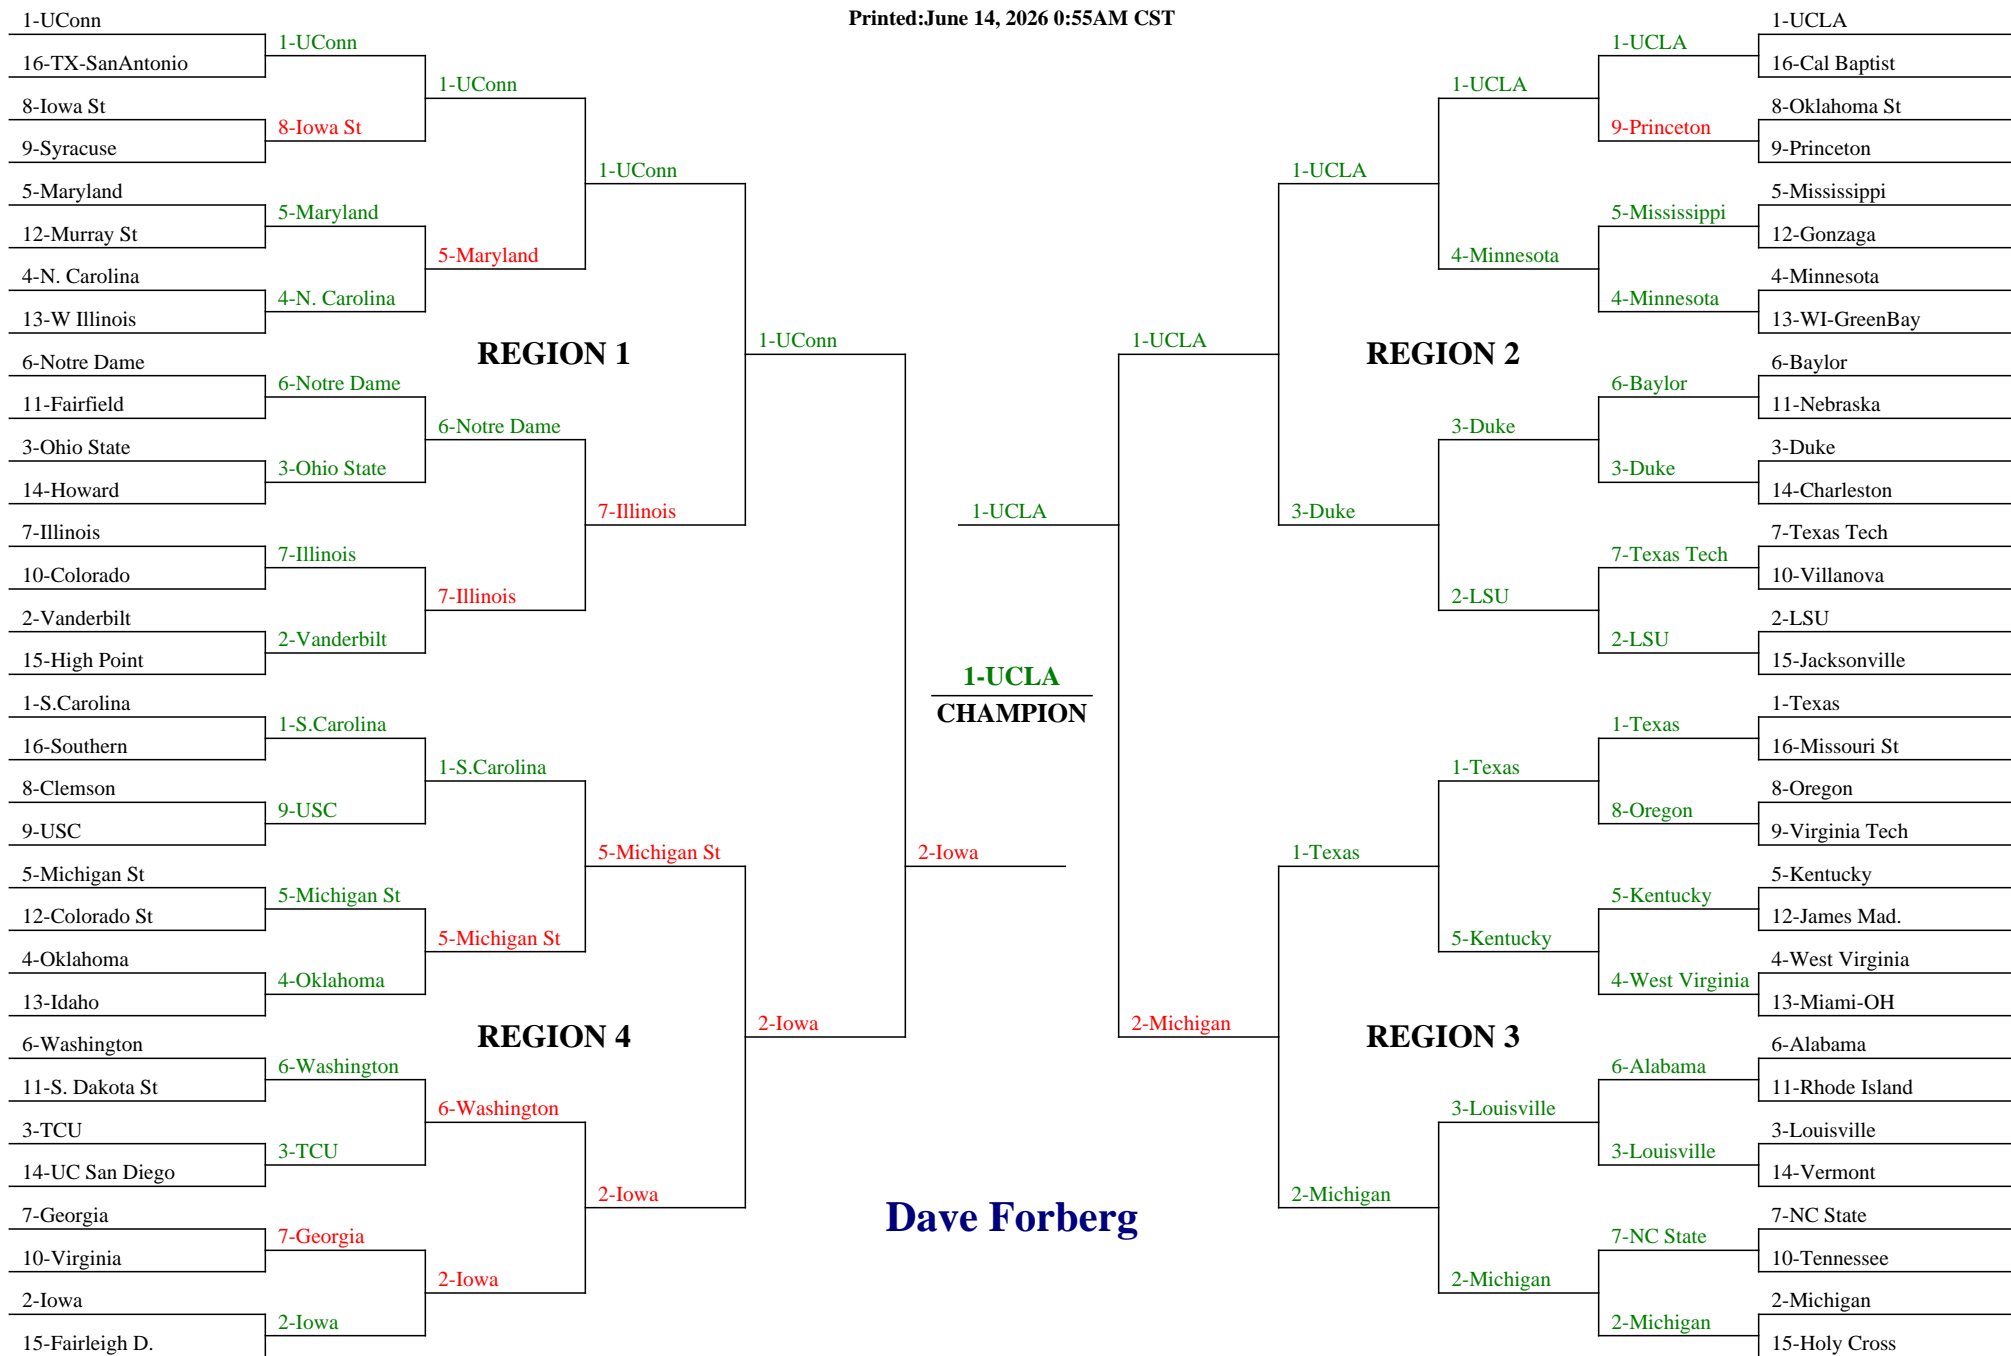 Printed:June 14, 2026 0:55AM CST
1-UConn
16-TX-SanAntonio
8-Iowa St
9-Syracuse
5-Maryland
12-Murray St
4-N. Carolina
13-W Illinois
6-Notre Dame
11-Fairfield
3-Ohio State
14-Howard
7-Illinois
10-Colorado
2-Vanderbilt
15-High Point
1-S.Carolina
16-Southern
8-Clemson
9-USC
5-Michigan St
12-Colorado St
4-Oklahoma
13-Idaho
6-Washington
11-S. Dakota St
3-TCU
14-UC San Diego
7-Georgia
10-Virginia
2-Iowa
15-Fairleigh D.
1-UConn
8-Iowa St
5-Maryland
4-N. Carolina
6-Notre Dame
3-Ohio State
7-Illinois
2-Vanderbilt
1-S.Carolina
9-USC
5-Michigan St
4-Oklahoma
6-Washington
3-TCU
7-Georgia
2-Iowa
1-UConn
5-Maryland
6-Notre Dame
7-Illinois
1-S.Carolina
5-Michigan St
6-Washington
2-Iowa
REGION 1
REGION 4
1-UConn
7-Illinois
5-Michigan St
2-Iowa
1-UConn
2-Iowa
2-Iowa
1-UCLA
1-UCLA
CHAMPION
Dave Forberg
1-UCLA
2-Michigan
1-UCLA
3-Duke
1-Texas
2-Michigan
REGION 2
REGION 3
1-UCLA
4-Minnesota
3-Duke
2-LSU
1-Texas
5-Kentucky
3-Louisville
2-Michigan
1-UCLA
9-Princeton
5-Mississippi
4-Minnesota
6-Baylor
3-Duke
7-Texas Tech
2-LSU
1-Texas
8-Oregon
5-Kentucky
4-West Virginia
6-Alabama
3-Louisville
7-NC State
2-Michigan
1-UCLA
16-Cal Baptist
8-Oklahoma St
9-Princeton
5-Mississippi
12-Gonzaga
4-Minnesota
13-WI-GreenBay
6-Baylor
11-Nebraska
3-Duke
14-Charleston
7-Texas Tech
10-Villanova
2-LSU
15-Jacksonville
1-Texas
16-Missouri St
8-Oregon
9-Virginia Tech
5-Kentucky
12-James Mad.
4-West Virginia
13-Miami-OH
6-Alabama
11-Rhode Island
3-Louisville
14-Vermont
7-NC State
10-Tennessee
2-Michigan
15-Holy Cross